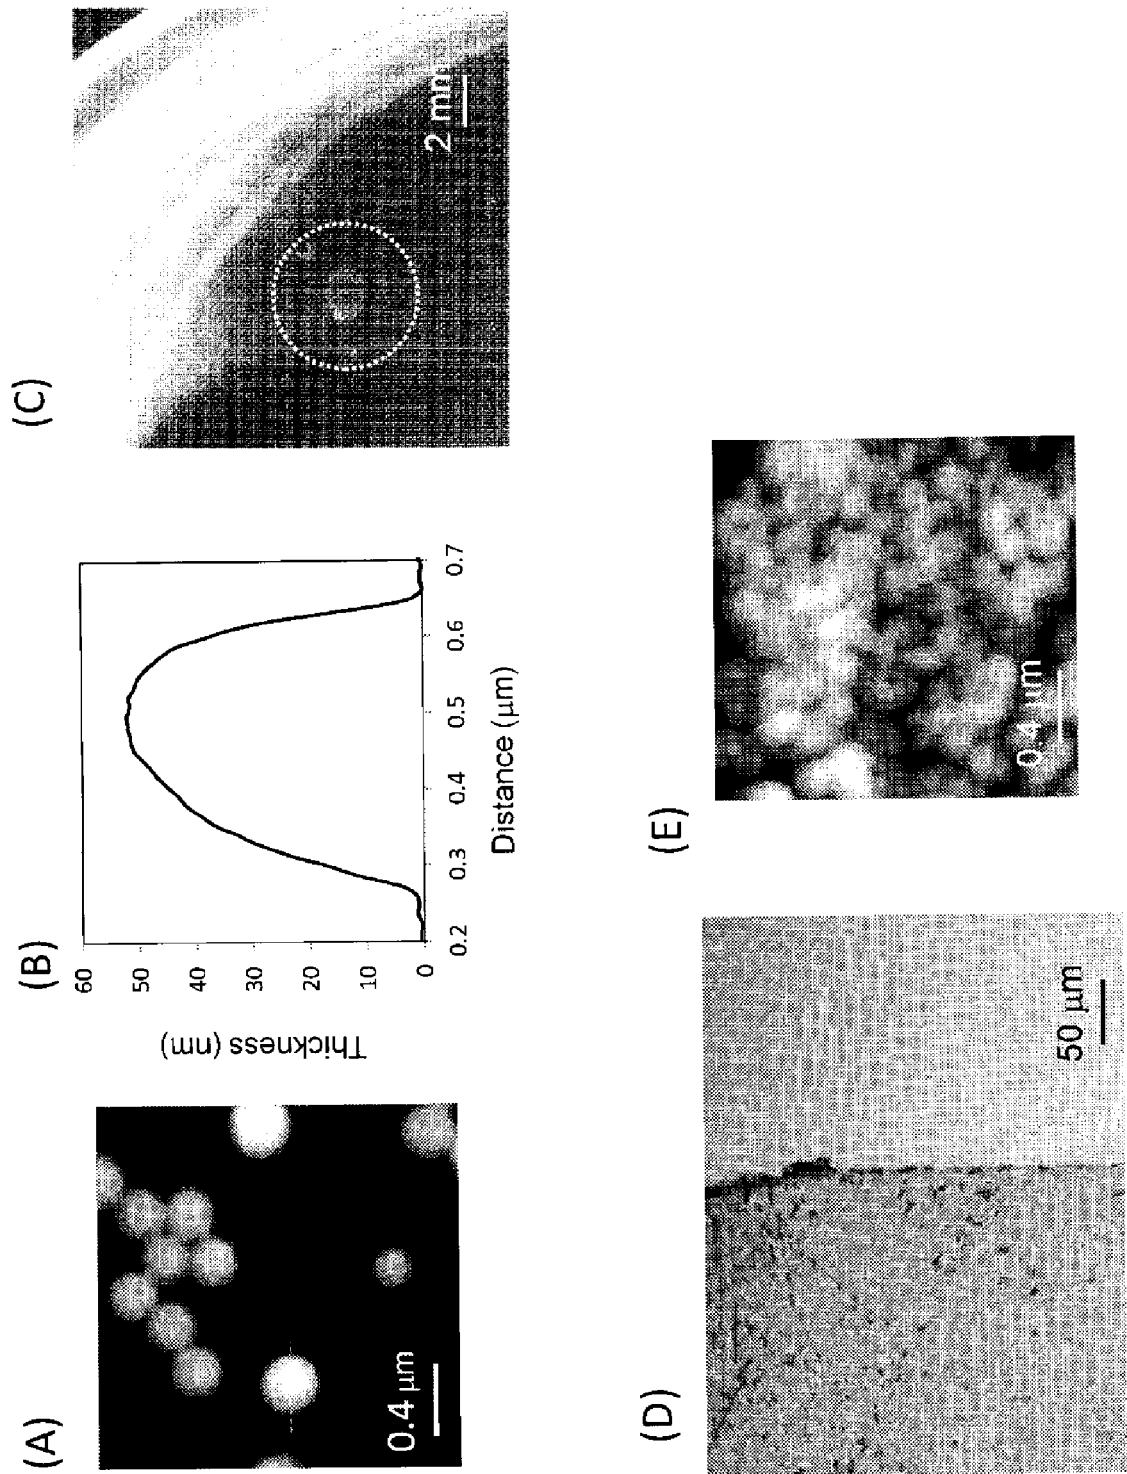 (A)
0.4 μm
(B)
Thickness (nm)
60
50
40
30
20
10
0
0.2
0.3
0.4
0.5
0.6
0.7
Distance (μm)
(C)
2 mm
(D)
50 μm
(E)
0.4 μm